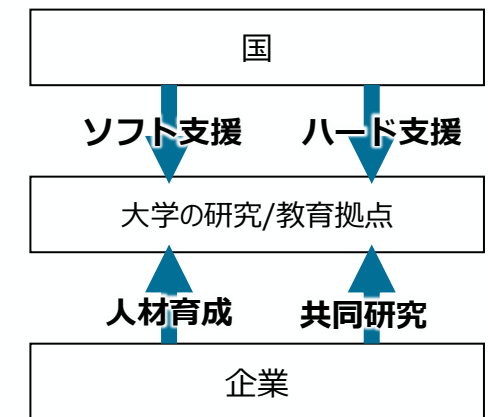 国
ソフト支援 ハード支援
大学の研究/教育拠点
人材育成 共同研究
企業